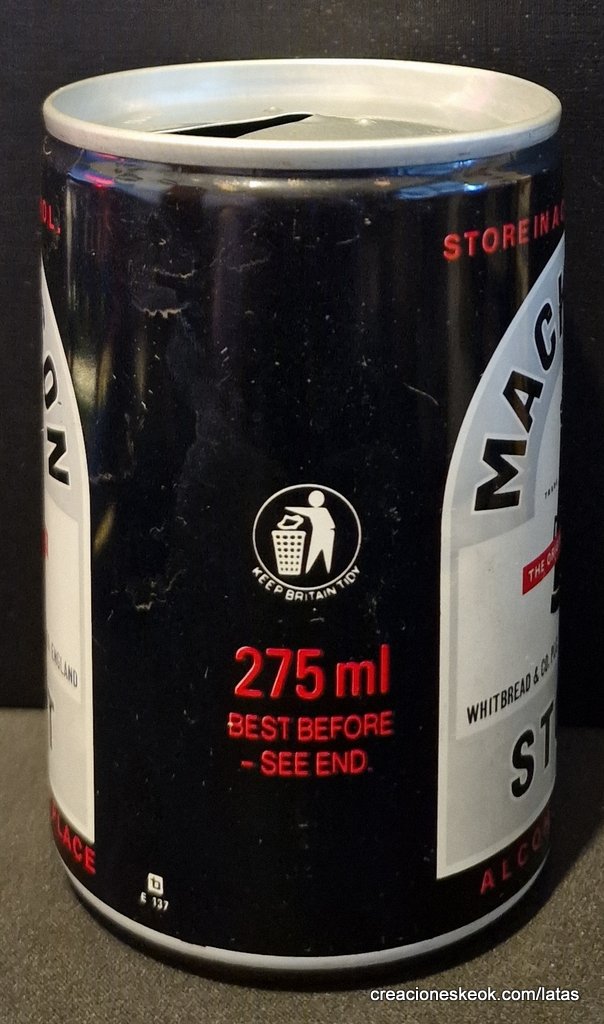 STORE IN A
MAC
THE
WHITBREAD & CO.
ST
ALCO
ON
ENGLAND
PLACE
KEEP BRITAIN TIDY
275 ml
BEST BEFORE
- SEE END
b
E 137
creacioneskeok.com/latas